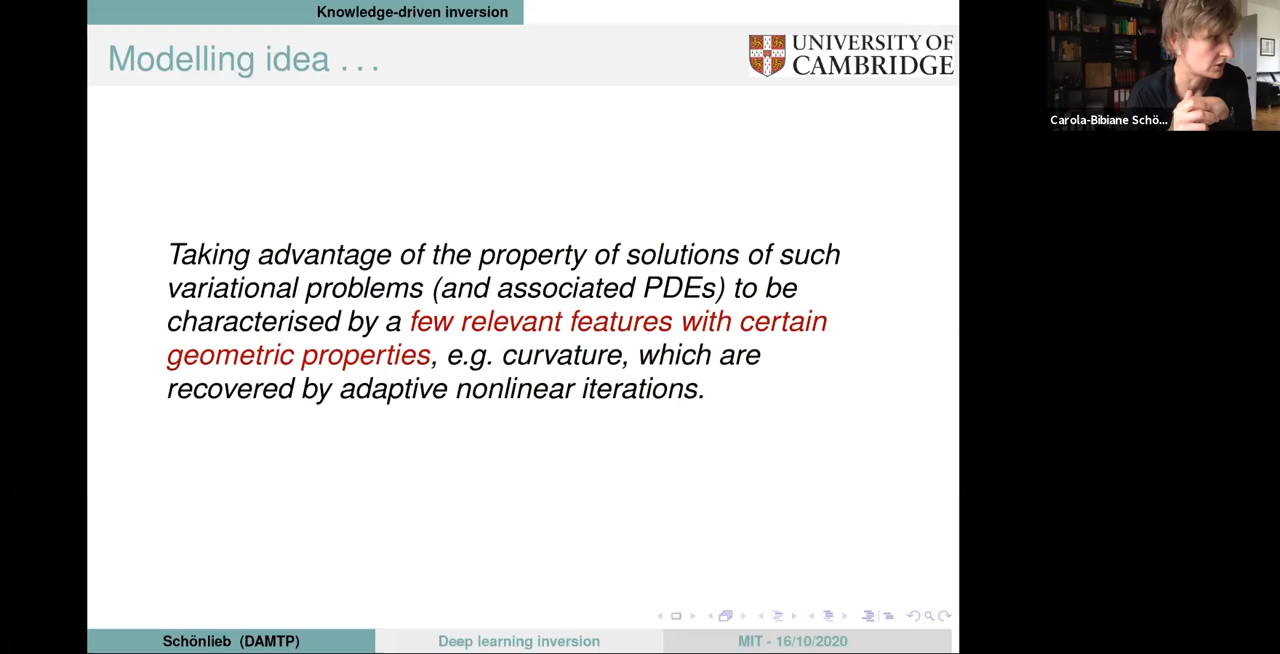 Knowledge-driven inversion
Modelling idea . . .
UNIVERSITY OF
CAMBRIDGE
Carola-Bibiane Schö...
Taking advantage of the property of solutions of such
variational problems (and associated PDEs) to be
characterised by a few relevant features with certain
geometric properties, e.g. curvature, which are
recovered by adaptive nonlinear iterations.
Schönlieb (DAMTP)
Deep learning inversion
MIT - 16/10/2020